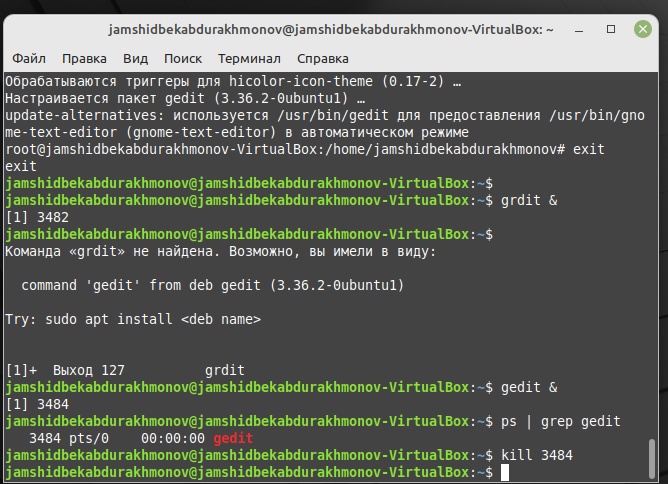 jamshidbekabdurakhmonov@jamshidbekabdurakhmonov-VirtualBox: ~
Файл Правка Вид Поиск Терминал Справка
Обрабатываются триггеры для hicolor-icon-theme (0.17-2) …
Настраивается пакет gedit (3.36.2-0ubuntu1) …
update-alternatives: используется /usr/bin/gedit для предоставления /usr/bin/gno
me-text-editor (gnome-text-editor) в автоматическом режиме
root@jamshidbekabdurakhmonov-VirtualBox:/home/jamshidbekabdurakhmonov# exit
exit
jamshidbekabdurakhmonov@jamshidbekabdurakhmonov-VirtualBox:~$
jamshidbekabdurakhmonov@jamshidbekabdurakhmonov-VirtualBox:~$ grdit &
[1] 3482
jamshidbekabdurakhmonov@jamshidbekabdurakhmonov-VirtualBox:~$
Команда «grdit» не найдена. Возможно, вы имели в виду:
command 'gedit' from deb gedit (3.36.2-0ubuntu1)
Try: sudo apt install <deb name>
[1]+  Выход 127           grdit
jamshidbekabdurakhmonov@jamshidbekabdurakhmonov-VirtualBox:~$ gedit &
[1] 3484
jamshidbekabdurakhmonov@jamshidbekabdurakhmonov-VirtualBox:~$ ps | grep gedit
3484 pts/0    00:00:00 gedit
jamshidbekabdurakhmonov@jamshidbekabdurakhmonov-VirtualBox:~$ kill 3484
jamshidbekabdurakhmonov@jamshidbekabdurakhmonov-VirtualBox:~$